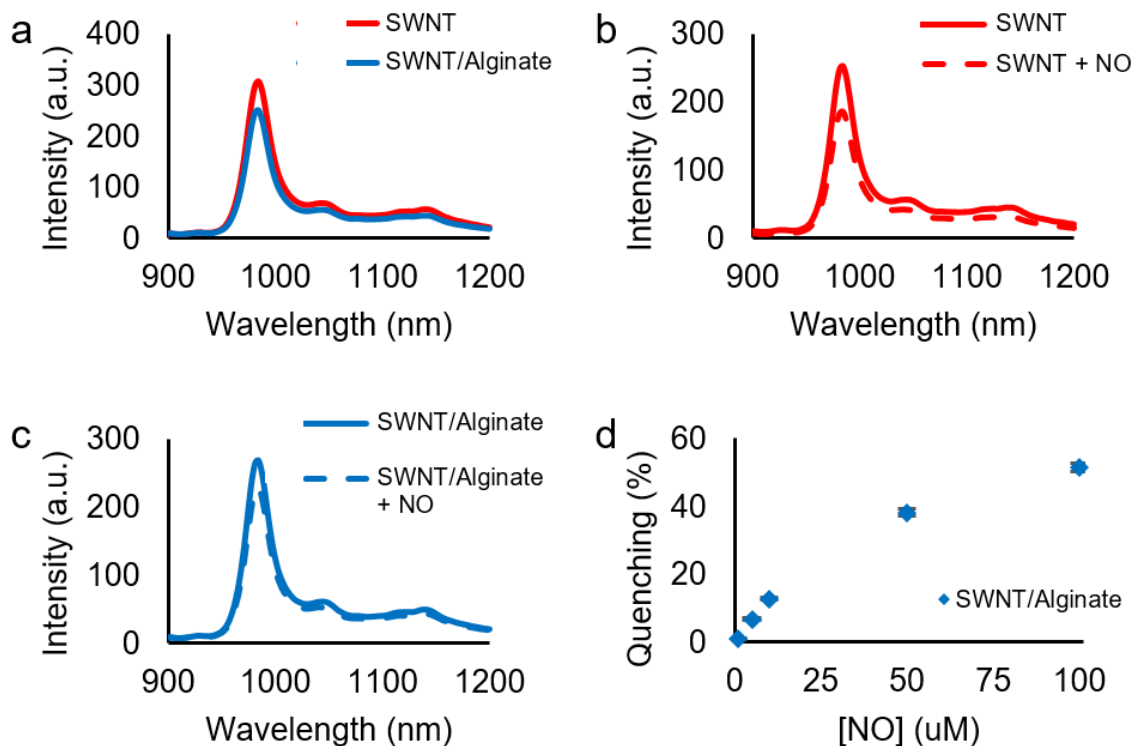 a
400
300
200
100
0
Intensity (a.u.)
SWNT
SWNT/Alginate
900 1000 1100 1200
Wavelength (nm)
b
300
200
100
0
Intensity (a.u.)
SWNT
SWNT + NO
900 1000 1100 1200
Wavelength (nm)
c
300
200
100
0
Intensity (a.u.)
SWNT/Alginate
SWNT/Alginate
+ NO
900 1000 1100 1200
Wavelength (nm)
d
60
40
20
0
Quenching (%)
SWNT/Alginate
0 25 50 75 100
[NO] (uM)